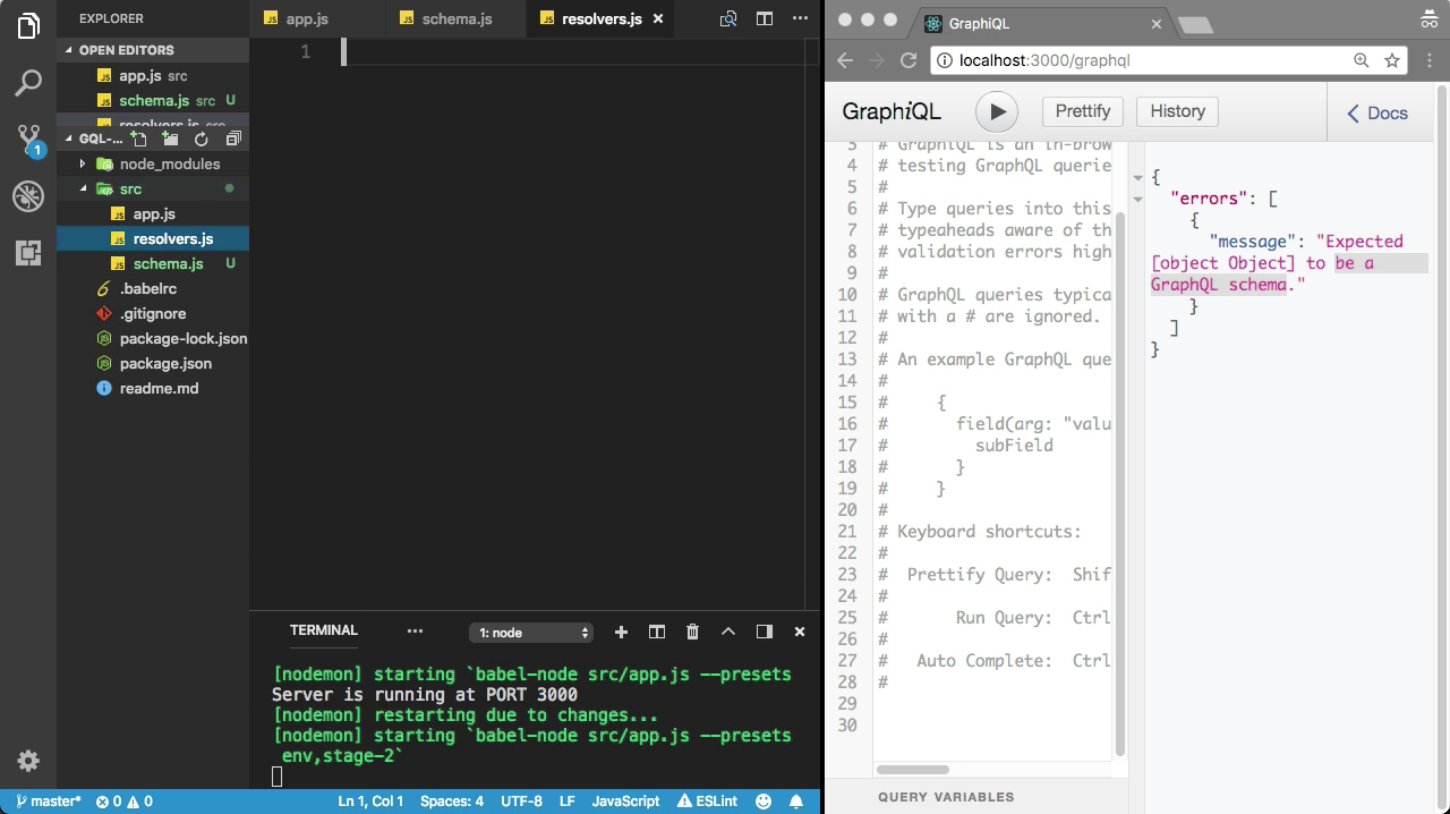 EXPLORER
OPEN EDITORS
app.js src
schema.js src U
resolvers.js src
GQL-...
node_modules
src
app.js
resolvers.js
schema.js U
.babelrc
.gitignore
package-lock.json
package.json
readme.md
1
app.js
schema.js
resolvers.js
1
TERMINAL
1: node
[nodemon] starting `babel-node src/app.js --presets
Server is running at PORT 3000
[nodemon] restarting due to changes...
[nodemon] starting `babel-node src/app.js --presets
env,stage-2`
master* 0 0 Ln 1, Col 1 Spaces: 4 UTF-8 LF JavaScript ESLint
GraphiQL
localhost:3000/graphql
GraphiQL Prettify History Docs
3 # GraphiQL is an in-brow
4 # testing GraphQL querie
5 #
6 # Type queries into this
7 # typeaheads aware of th
8 # validation errors high
9 #
10 # GraphQL queries typica
11 # with a # are ignored.
12 #
13 # An example GraphQL que
14 #
15 # {
16 # field(arg: "valu
17 # subField
18 # }
19 # }
20 #
21 # Keyboard shortcuts:
22 #
23 # Prettify Query: Shif
24 #
25 # Run Query: Ctrl
26 #
27 # Auto Complete: Ctrl
28 #
29
30
QUERY VARIABLES
{
"errors": [
{
"message": "Expected
[object Object] to be a
GraphQL schema."
}
]
}